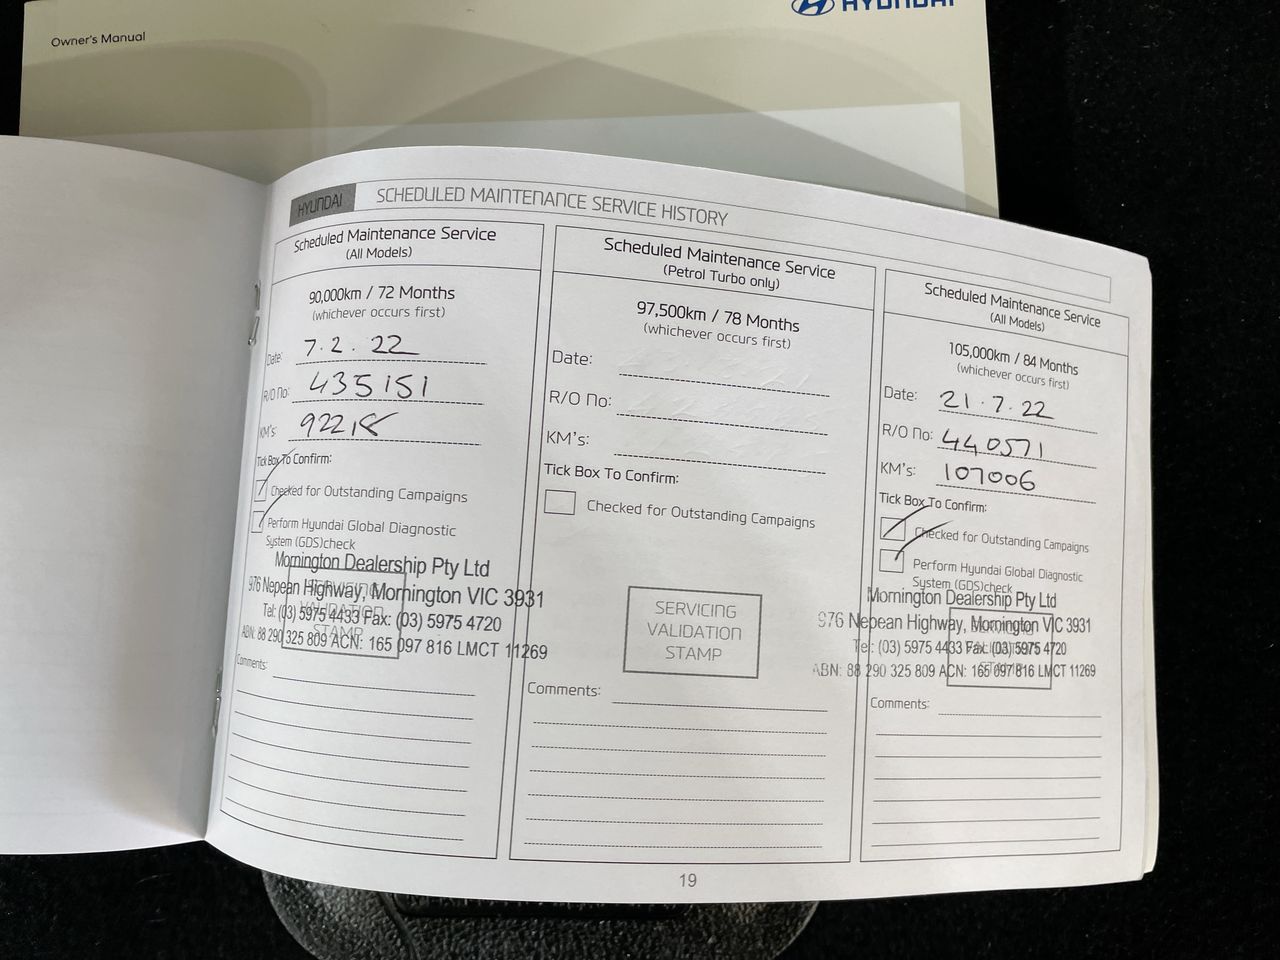 Owner's Manual
HYUNDAI
HYUNDAI
SCHEDULED MAINTENANCE SERVICE HISTORY
Scheduled Maintenance Service
(All Models)
90,000km / 72 Months
(whichever occurs first)
Date: 7.2.22
R/O No: 435151
KM's: 92218
Tick Box To Confirm:
Checked for Outstanding Campaigns
Perform Hyundai Global Diagnostic
System (GDS)check
Mornington Dealership Pty Ltd
976 Nepean Highway, Mornington VIC 3931
Tel: (03) 5975 4433 Fax: (03) 5975 4720
ABN: 88 290 325 809 ACN: 165 097 816 LMCT 11269
SERVICING
VALIDATION
STAMP
Comments:
Scheduled Maintenance Service
(Petrol Turbo only)
97,500km / 78 Months
(whichever occurs first)
Date:
R/O No:
KM's:
Tick Box To Confirm:
Checked for Outstanding Campaigns
SERVICING
VALIDATION
STAMP
Comments:
Scheduled Maintenance Service
(All Models)
105,000km / 84 Months
(whichever occurs first)
Date: 21.7.22
R/O No: 440571
KM's: 107006
Tick Box To Confirm:
Checked for Outstanding Campaigns
Perform Hyundai Global Diagnostic
System (GDS)check
Mornington Dealership Pty Ltd
976 Nepean Highway, Mornington VIC 3931
Tel: (03) 5975 4433 Fax: (03) 5975 4720
ABN: 88 290 325 809 ACN: 165 097 816 LMCT 11269
Comments:
19